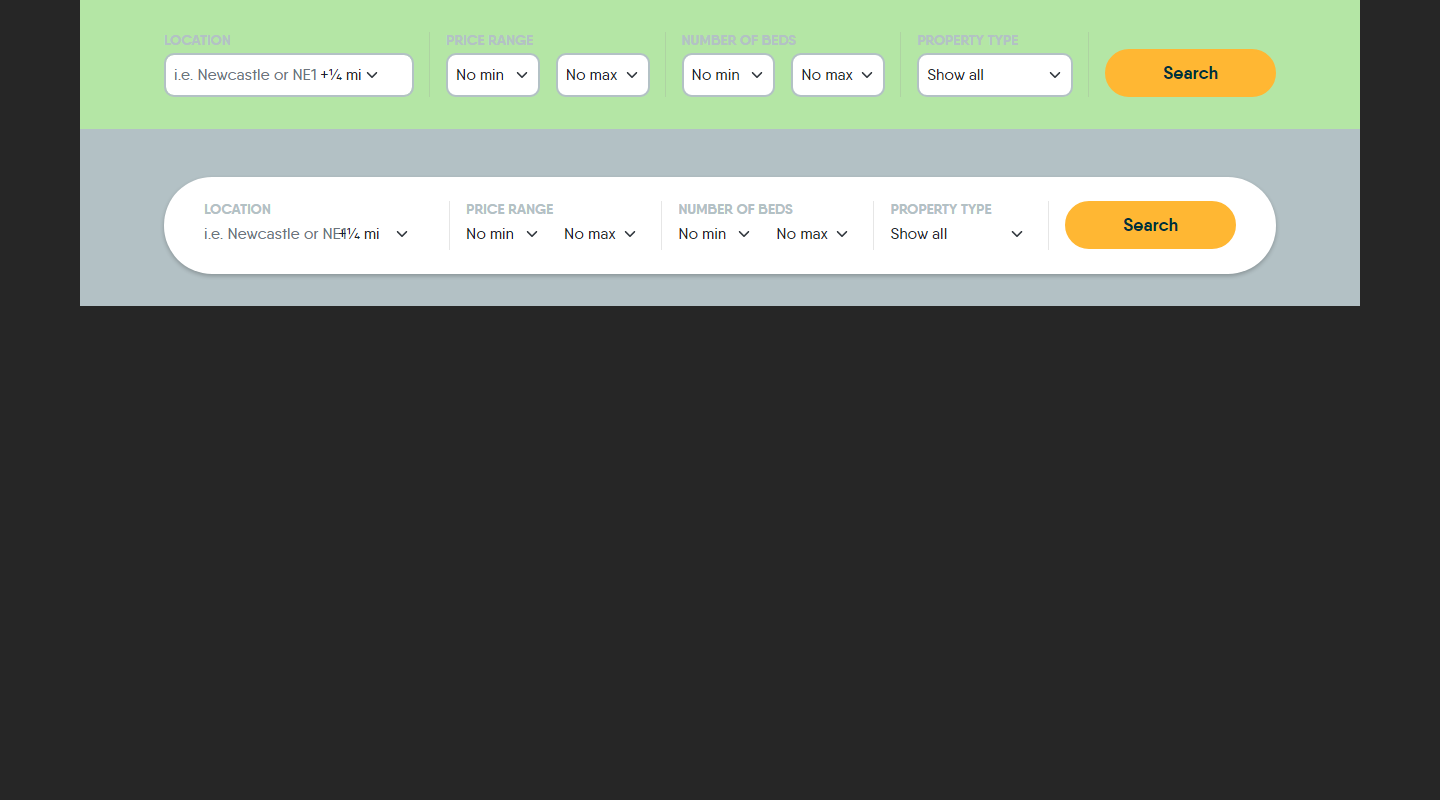 LOCATION PRICE RANGE NUMBER OF BEDS PROPERTY TYPE
i.e. Newcastle or NE1 +¼ mi No min No max No min No max Show all Search
LOCATION PRICE RANGE NUMBER OF BEDS PROPERTY TYPE
i.e. Newcastle or NE1 +¼ mi No min No max No min No max Show all Search